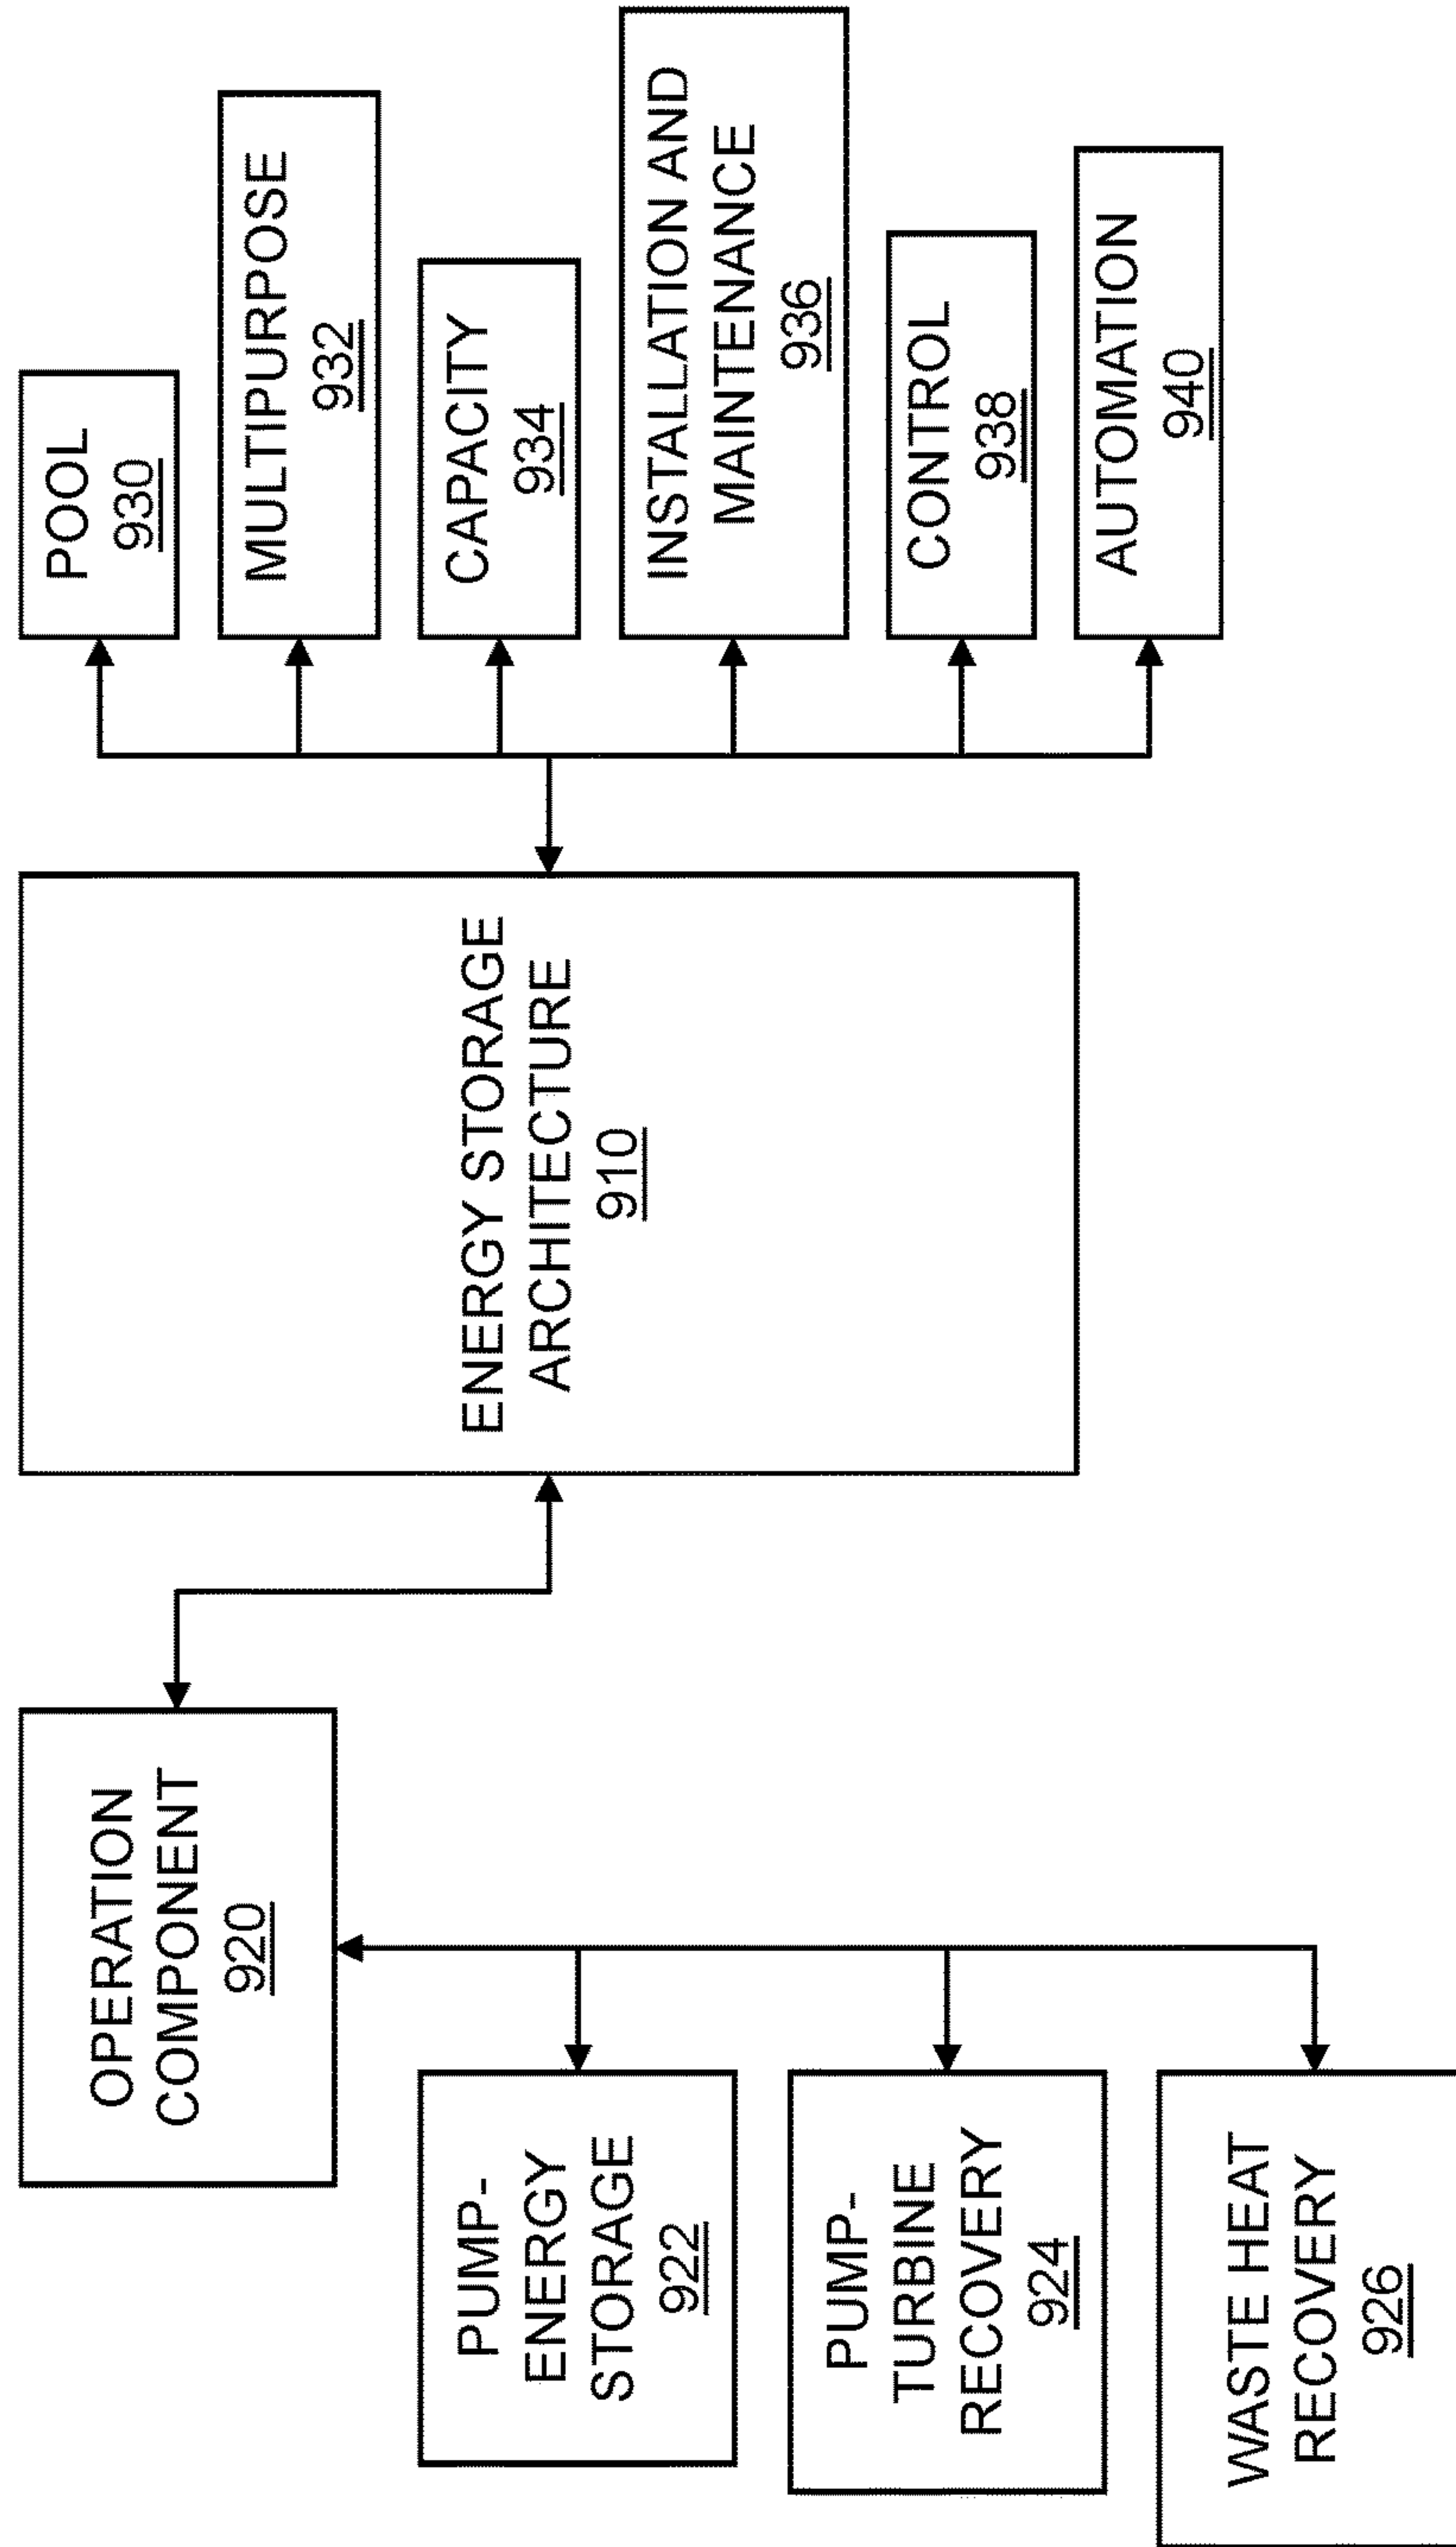 OPERATION
COMPONENT
920
PUMP-
ENERGY
STORAGE
922
PUMP-
TURBINE
RECOVERY
924
WASTE HEAT
RECOVERY
926
ENERGY STORAGE
ARCHITECTURE
910
POOL
930
MULTIPURPOSE
932
CAPACITY
934
INSTALLATION AND
MAINTENANCE
936
CONTROL
938
AUTOMATION
940